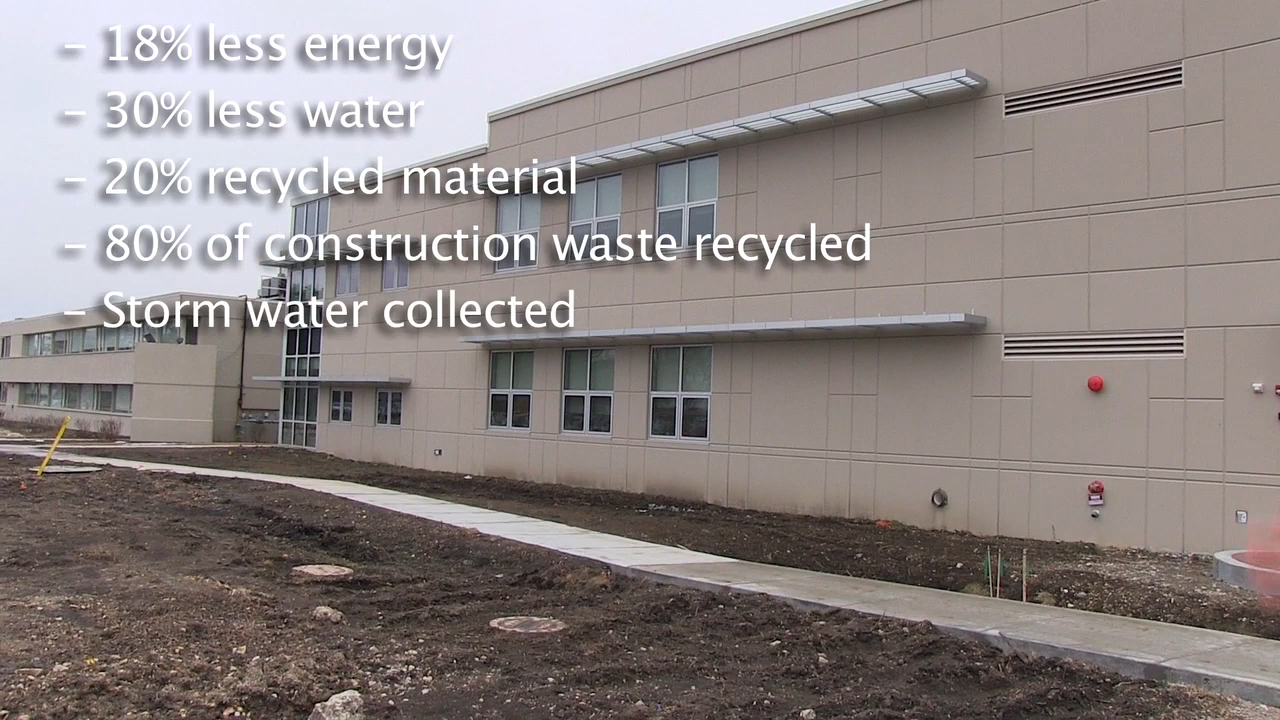 - 18% less energy
- 30% less water
- 20% recycled material
- 80% of construction waste recycled
- Storm water collected